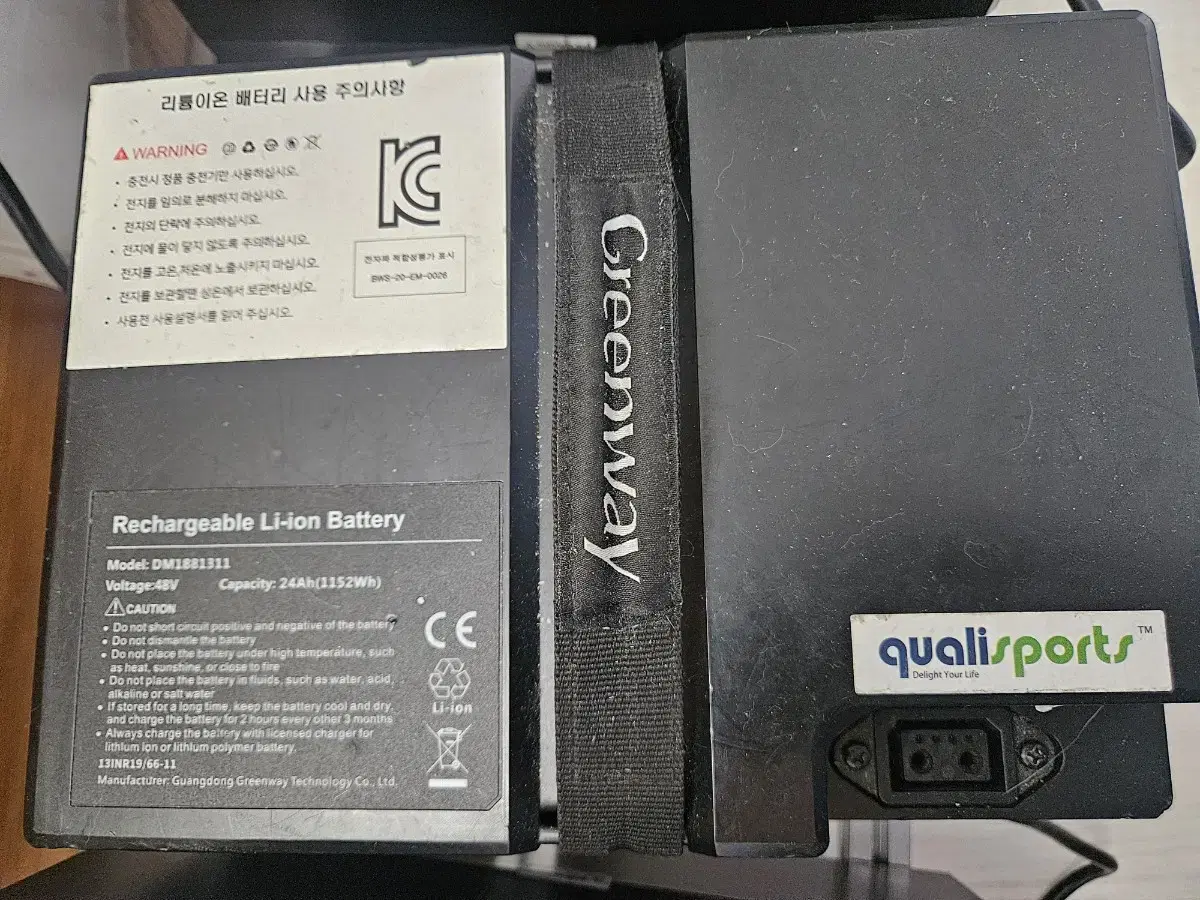 리튬이온 배터리 사용 주의사항
WARNING
• 충전시 정품 충전기만 사용하십시오.
• 전지를 임의로 분해하지 마십시오.
• 전지의 단락에 주의하십시오.
• 전지에 물이 닿지 않도록 주의하십시오.
• 전지를 고온,저온에 노출시키지 마십시오.
• 전지를 보관할땐 상온에서 보관하십시오.
• 사용전 사용설명서를 읽어 주십시오.
전자파 적합성평가 표시
BWS-20-EM-0026
Rechargeable Li-ion Battery
Model: DM1881311
Voltage:48V Capacity: 24Ah(1152Wh)
CAUTION
• Do not short circuit positive and negative of the battery
• Do not dismantle the battery
• Do not place the battery under high temperature, such
as heat, sunshine, or close to fire
• Do not place the battery in fluids, such as water, acid,
alkaline or salt water
• If stored for a long time, keep the battery cool and dry,
and charge the battery for 2 hours every other 3 months
• Always charge the battery with licensed charger for
lithium ion or lithium polymer battery.
13INR19/66-11
Manufacturer: Guangdong Greenway Technology Co., Ltd.
CE
Li-ion
Greenway
qualisports™
Delight Your Life